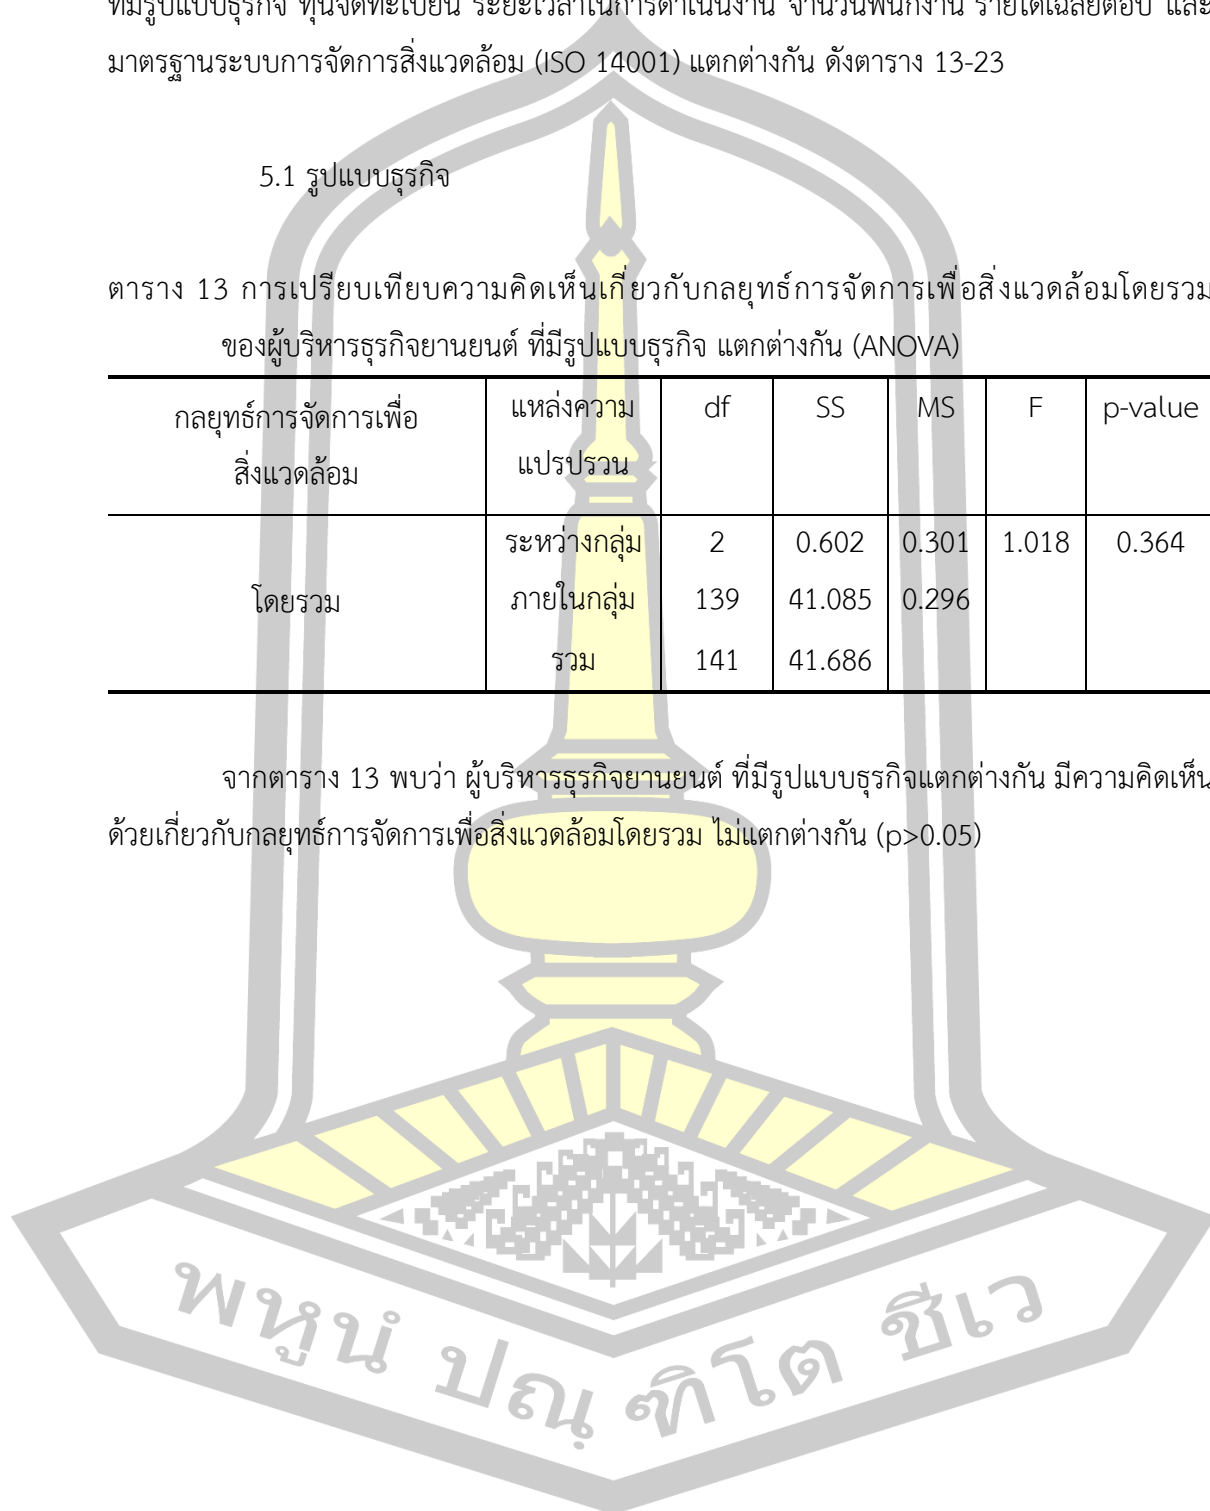 ที่มีรูปแบบธุรกิจ ทุนจดทะเบียน ระยะเวลาในการดำเนินงาน จำนวนพนักงาน รายได้เฉลี่ยต่อปี และ
มาตรฐานระบบการจัดการสิ่งแวดล้อม (ISO 14001) แตกต่างกัน ดังตาราง 13-23
5.1 รูปแบบธุรกิจ
ตาราง 13 การเปรียบเทียบความคิดเห็นเกี่ยวกับกลยุทธ์การจัดการเพื่อสิ่งแวดล้อมโดยรวม
ของผู้บริหารธุรกิจยานยนต์ ที่มีรูปแบบธุรกิจ แตกต่างกัน (ANOVA)
กลยุทธ์การจัดการเพื่อ
สิ่งแวดล้อม
แหล่งความ
แปรปรวน
df SS MS F p-value
โดยรวม
ระหว่างกลุ่ม 2 0.602 0.301 1.018 0.364
ภายในกลุ่ม 139 41.085 0.296
รวม 141 41.686
จากตาราง 13 พบว่า ผู้บริหารธุรกิจยานยนต์ ที่มีรูปแบบธุรกิจแตกต่างกัน มีความคิดเห็น
ด้วยเกี่ยวกับกลยุทธ์การจัดการเพื่อสิ่งแวดล้อมโดยรวม ไม่แตกต่างกัน (p>0.05)
พหูนํ ปณฺฑิโต ชีเว